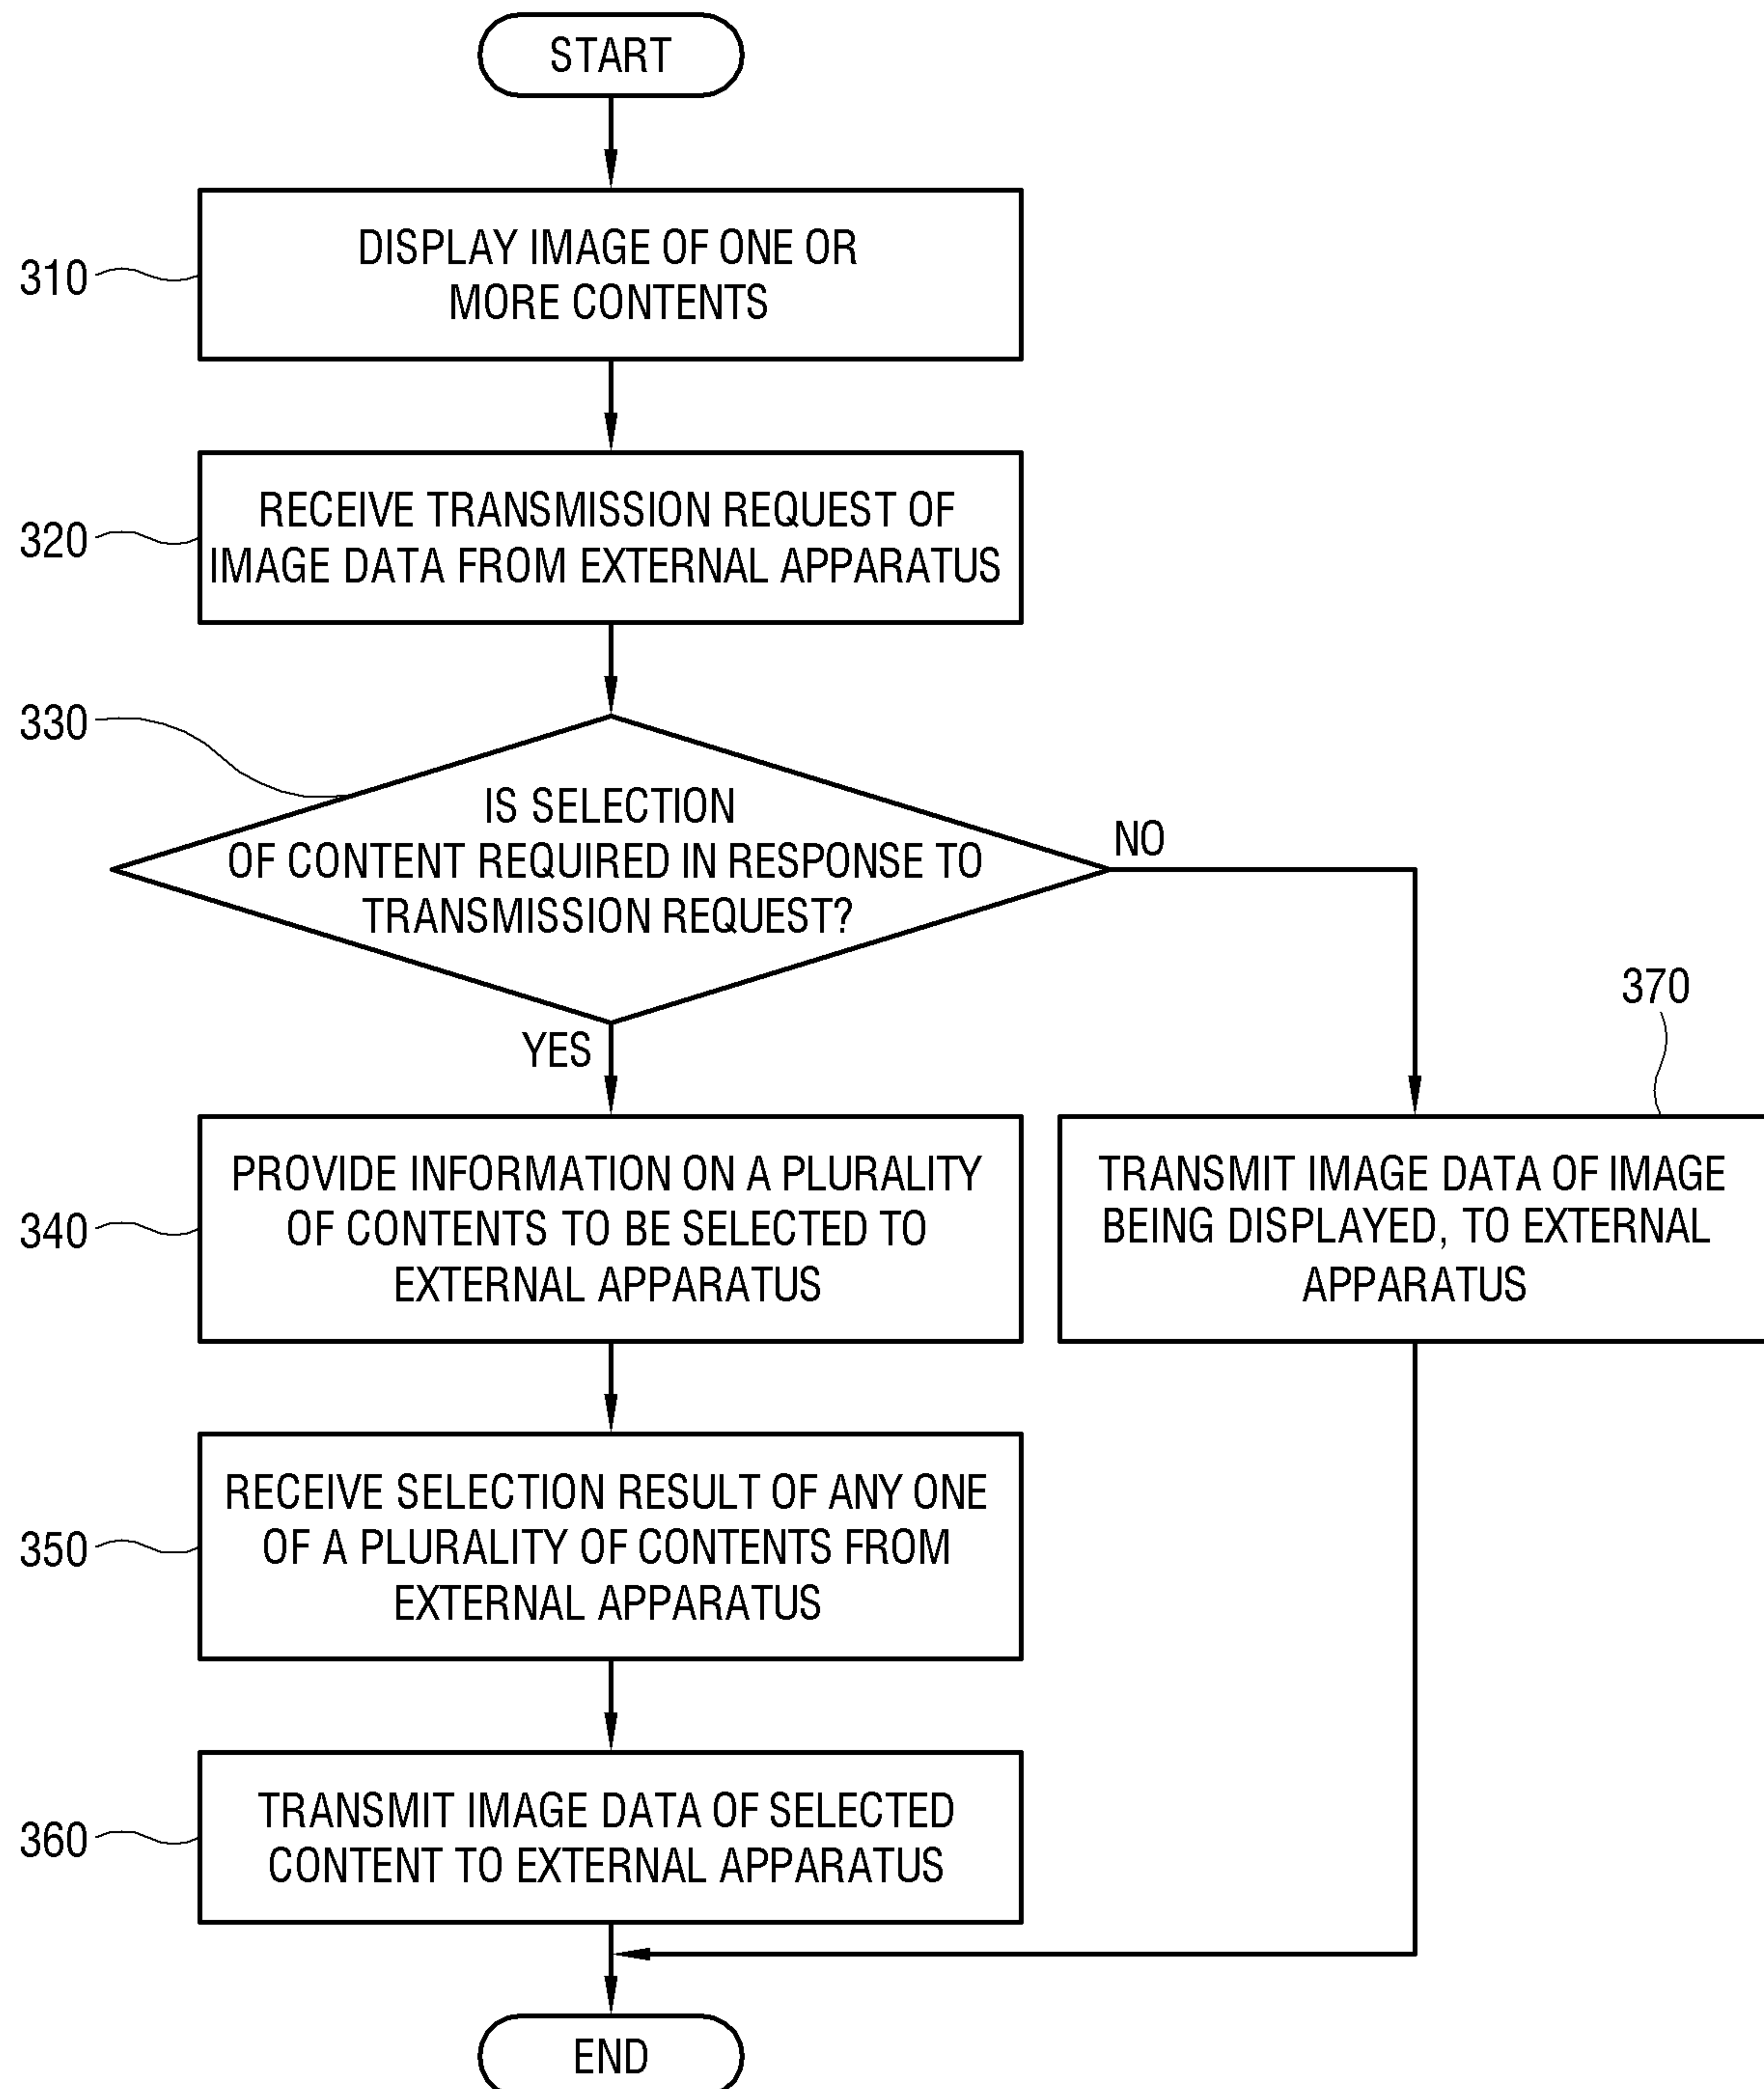 START
310
DISPLAY IMAGE OF ONE OR
MORE CONTENTS
320
RECEIVE TRANSMISSION REQUEST OF
IMAGE DATA FROM EXTERNAL APPARATUS
330
IS SELECTION
OF CONTENT REQUIRED IN RESPONSE TO
TRANSMISSION REQUEST?
NO
YES
370
340
PROVIDE INFORMATION ON A PLURALITY
OF CONTENTS TO BE SELECTED TO
EXTERNAL APPARATUS
TRANSMIT IMAGE DATA OF IMAGE
BEING DISPLAYED, TO EXTERNAL
APPARATUS
350
RECEIVE SELECTION RESULT OF ANY ONE
OF A PLURALITY OF CONTENTS FROM
EXTERNAL APPARATUS
360
TRANSMIT IMAGE DATA OF SELECTED
CONTENT TO EXTERNAL APPARATUS
END